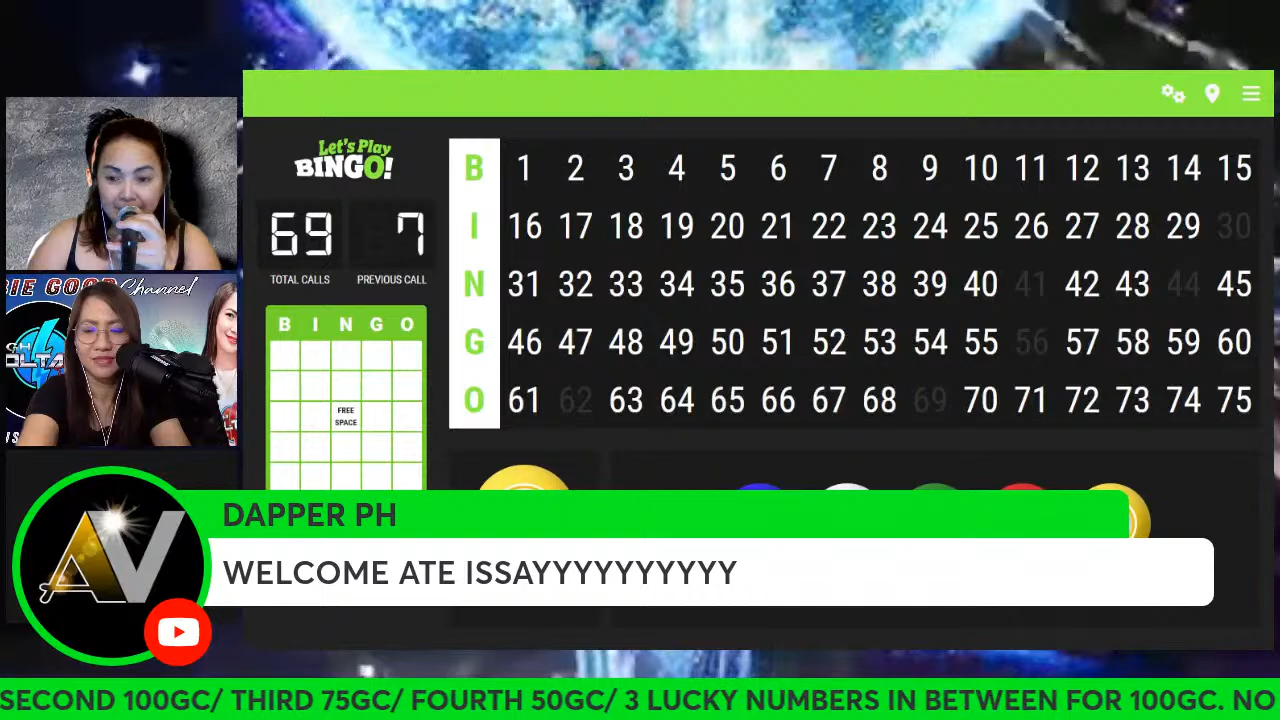 Let's Play
BINGO!
69 7
TOTAL CALLS PREVIOUS CALL
B I N G O
FREE
SPACE
B 1 2 3 4 5 6 7 8 9 10 11 12 13 14 15
I 16 17 18 19 20 21 22 23 24 25 26 27 28 29 30
N 31 32 33 34 35 36 37 38 39 40 41 42 43 44 45
G 46 47 48 49 50 51 52 53 54 55 56 57 58 59 60
O 61 62 63 64 65 66 67 68 69 70 71 72 73 74 75
GOOD Channel
AV
DAPPER PH
WELCOME ATE ISSAYYYYYYYYYY
SECOND 100GC/ THIRD 75GC/ FOURTH 50GC/ 3 LUCKY NUMBERS IN BETWEEN FOR 100GC. NO